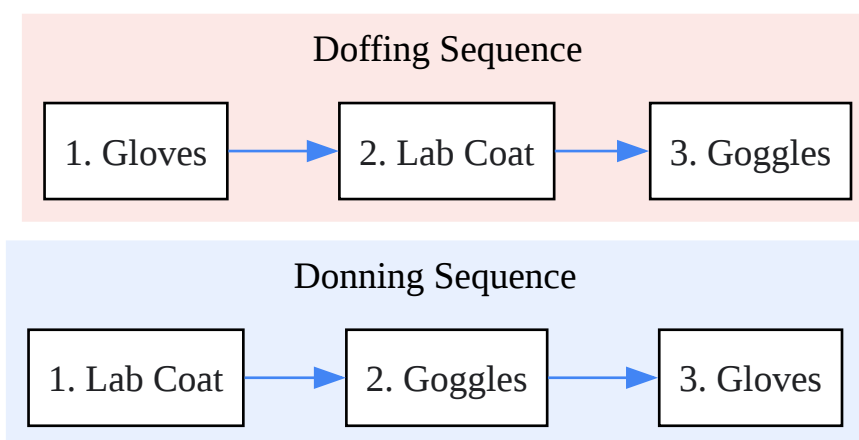 Doffing Sequence
1. Gloves
2. Lab Coat
3. Goggles
Donning Sequence
1. Lab Coat
2. Goggles
3. Gloves